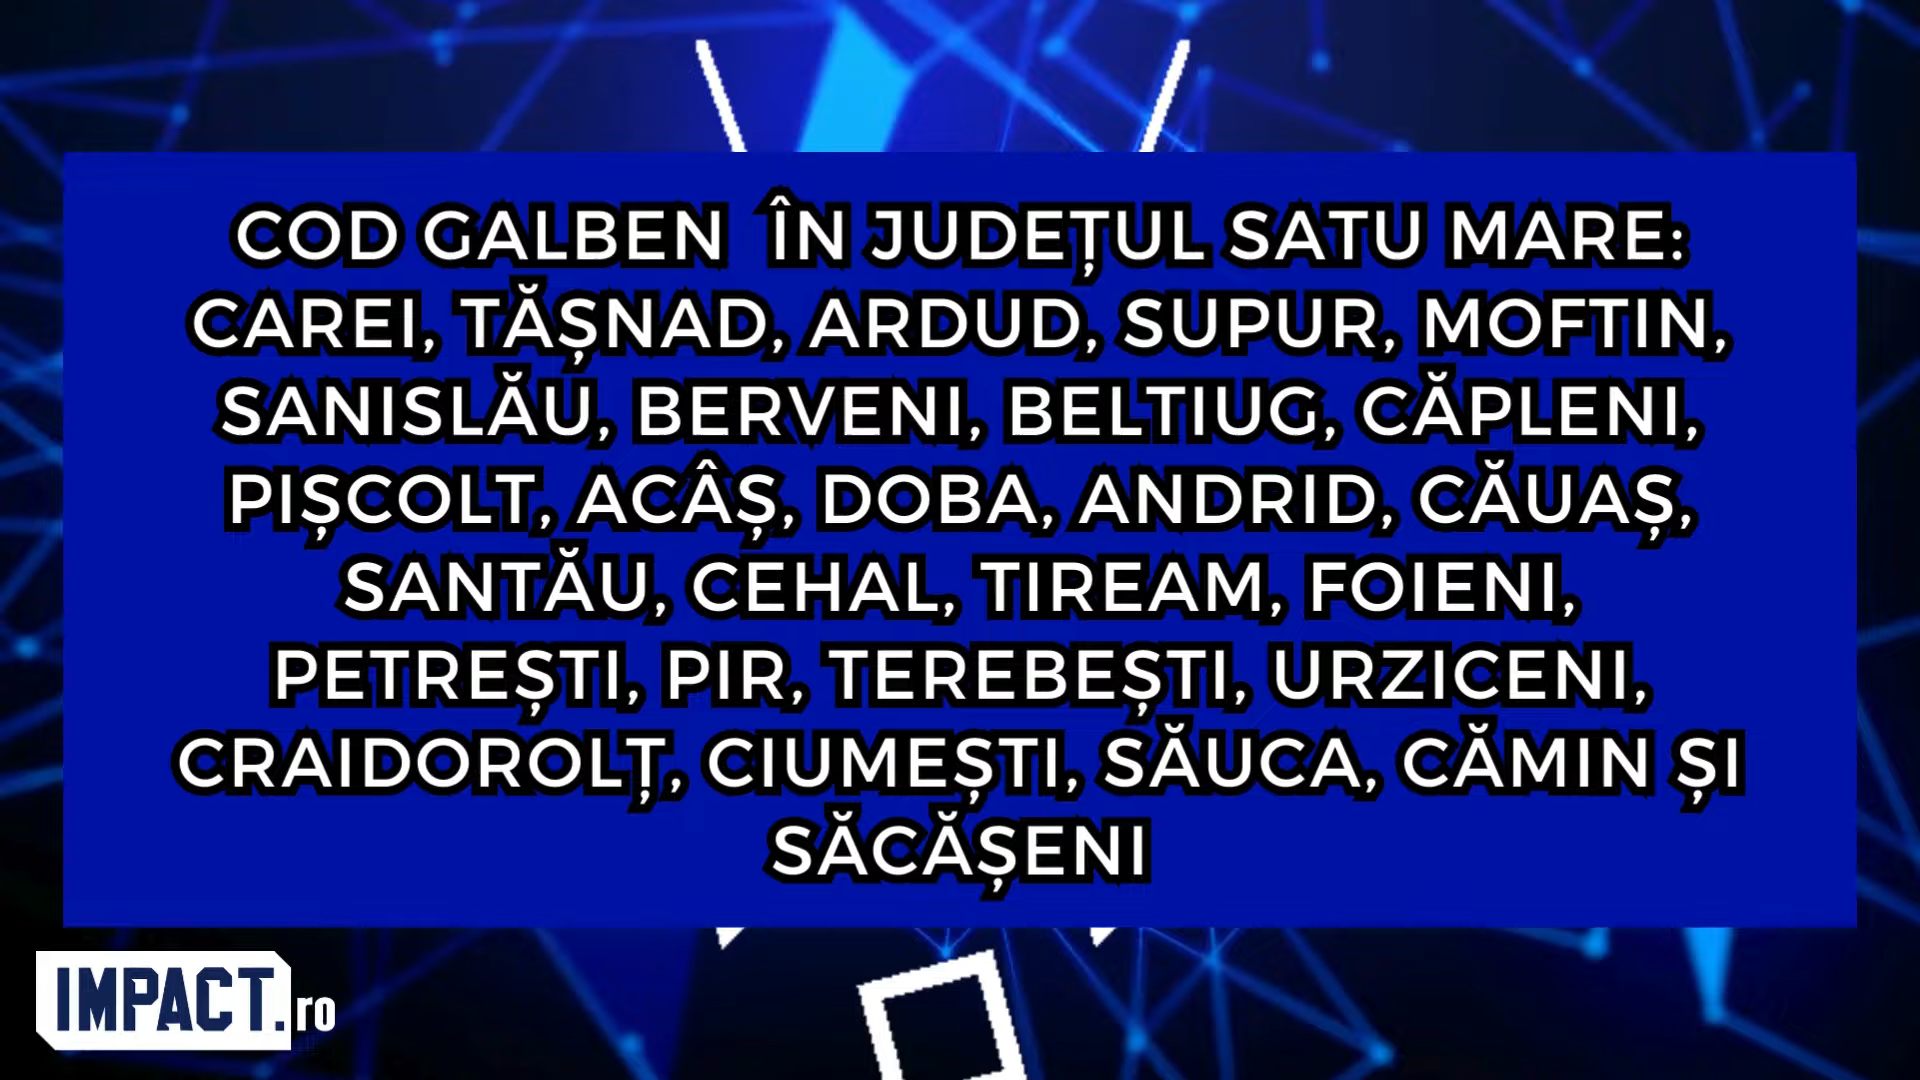 COD GALBEN ÎN JUDEȚUL SATU MARE:
CAREI, TĂȘNAD, ARDUD, SUPUR, MOFTIN,
SANISLĂU, BERVENI, BELTIUG, CĂPLENI,
PIȘCOLT, ACÂȘ, DOBA, ANDRID, CĂUAȘ,
SANTĂU, CEHAL, TIREAM, FOIENI,
PETREȘTI, PIR, TEREBEȘTI, URZICENI,
CRAIDOROLȚ, CIUMEȘTI, SĂUCA, CĂMIN ȘI
SĂCĂȘENI
IMPACT.ro